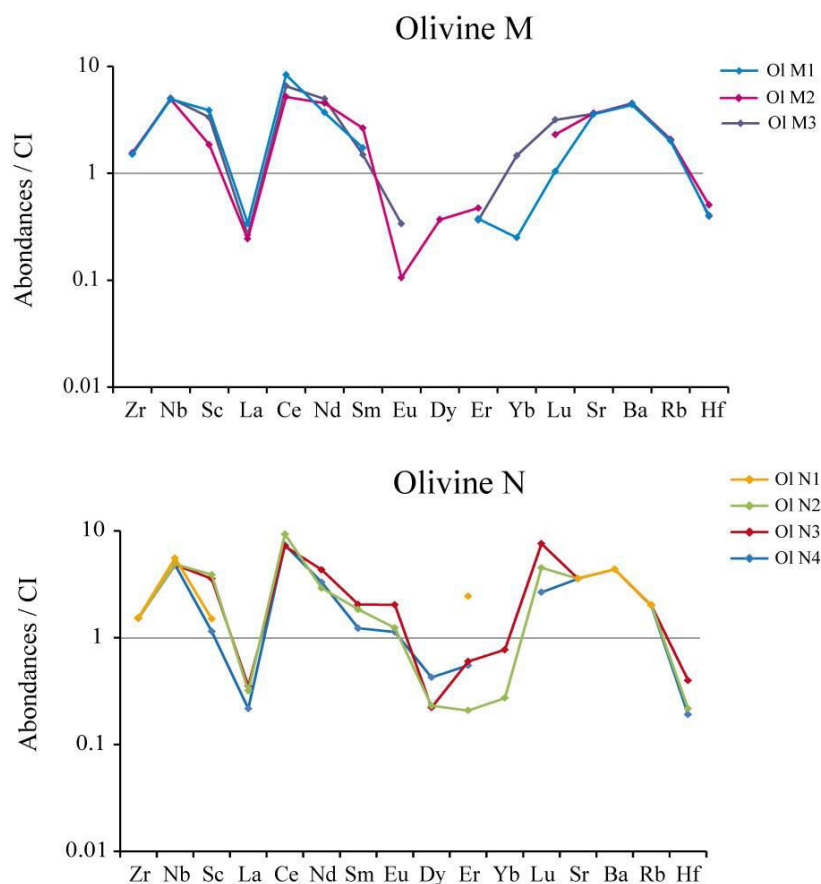 Olivine M
10
1
0.1
0.01
Abondances / CI
Zr Nb Sc La Ce Nd Sm Eu Dy Er Yb Lu Sr Ba Rb Hf
Ol M1
Ol M2
Ol M3
Olivine N
10
1
0.1
0.01
Abondances / CI
Zr Nb Sc La Ce Nd Sm Eu Dy Er Yb Lu Sr Ba Rb Hf
Ol N1
Ol N2
Ol N3
Ol N4